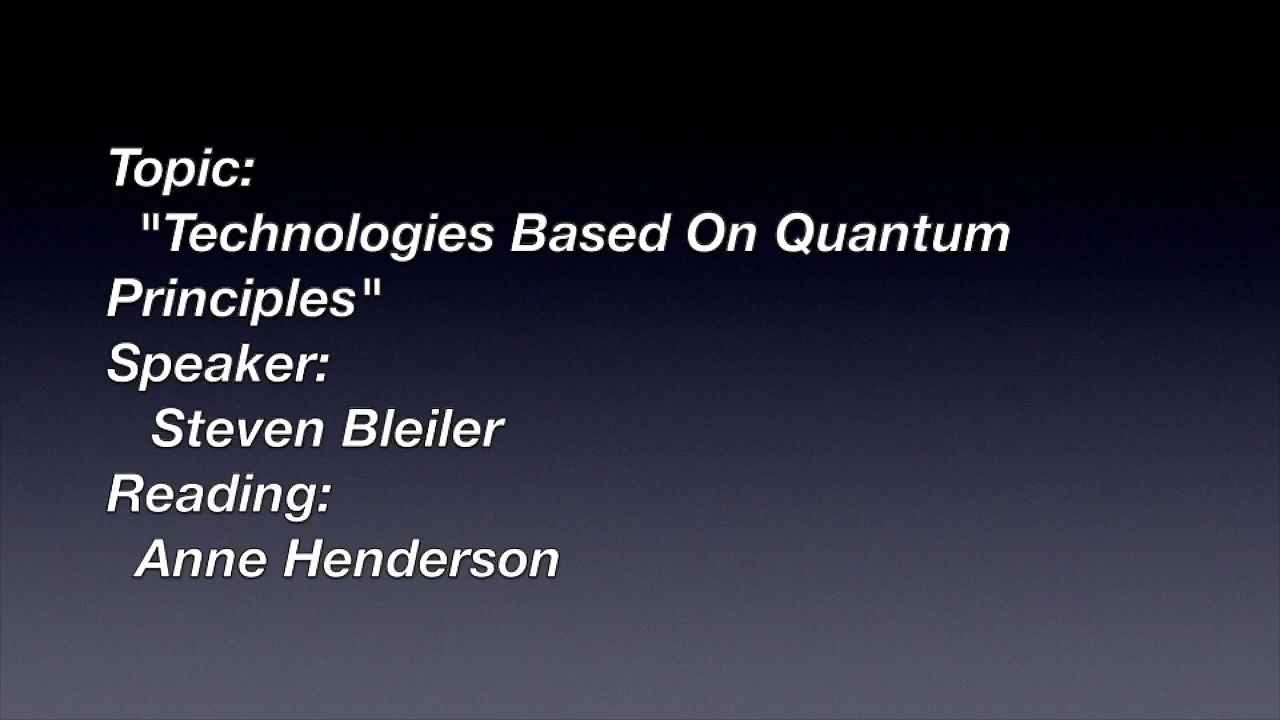 Topic:
"Technologies Based On Quantum
Principles"
Speaker:
Steven Bleiler
Reading:
Anne Henderson